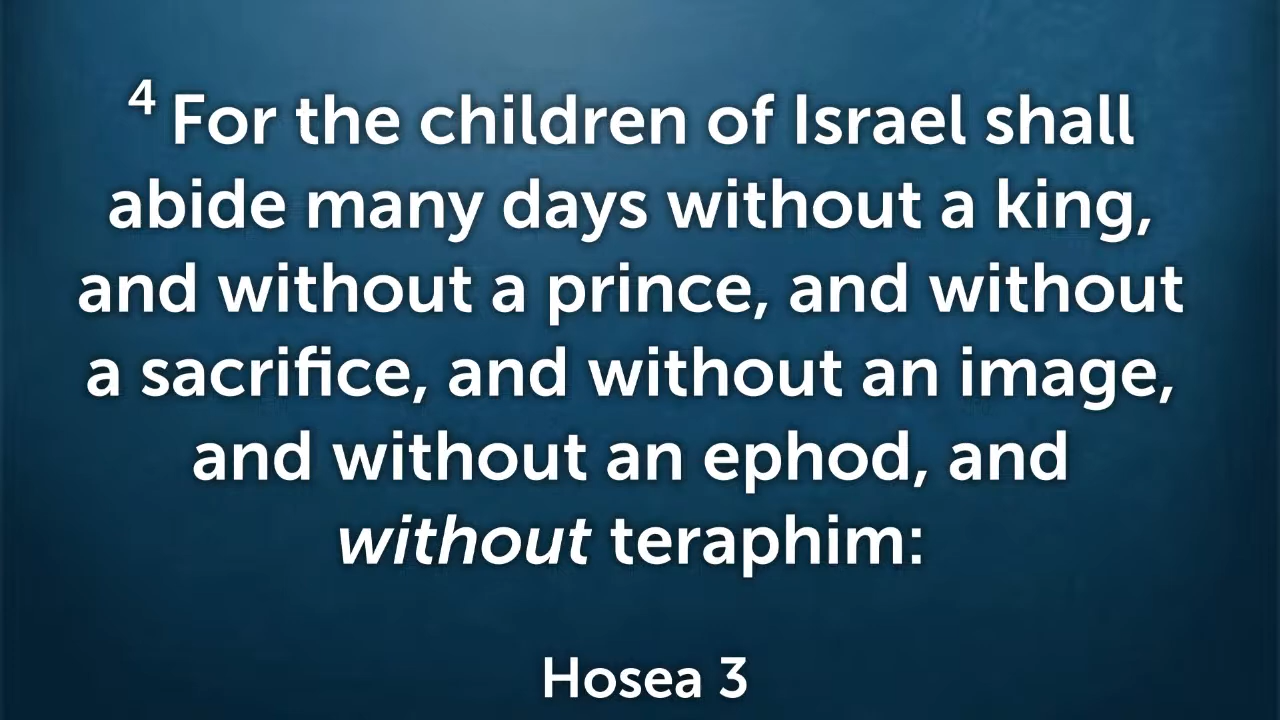 4 For the children of Israel shall
abide many days without a king,
and without a prince, and without
a sacrifice, and without an image,
and without an ephod, and
without teraphim:
Hosea 3